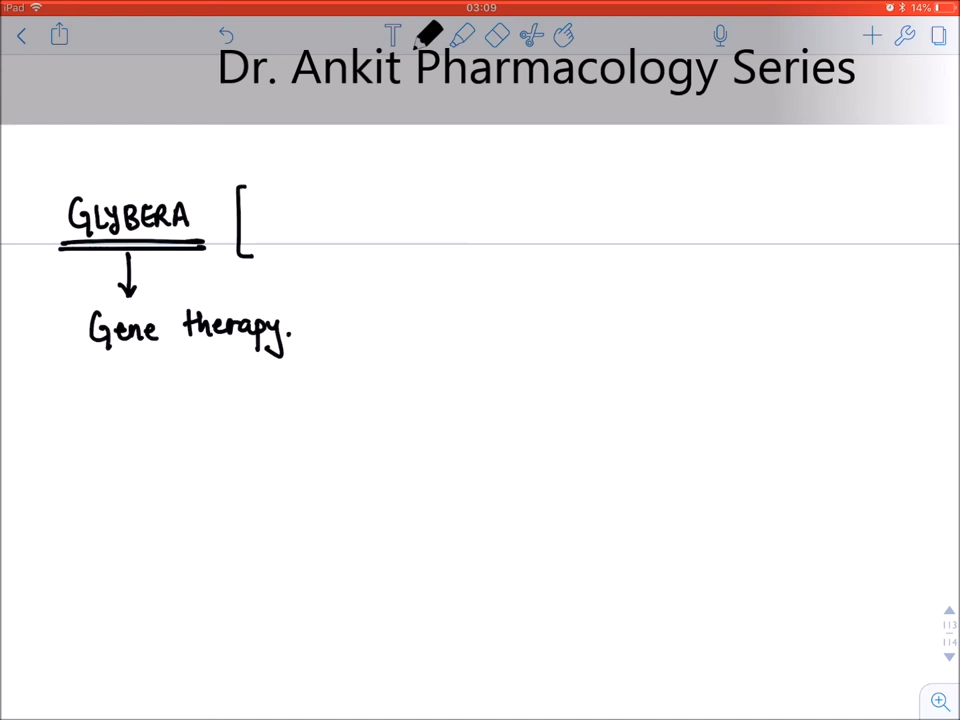 iPad 03:09 14%
T
Dr. Ankit Pharmacology Series
GLYBERA [
Gene therapy.
113
114